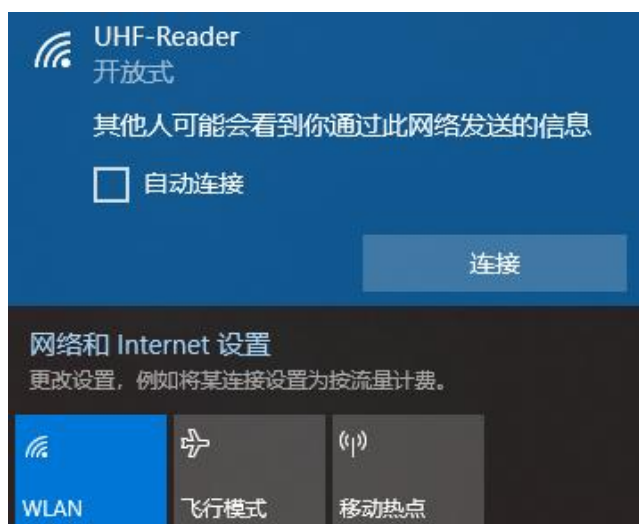 UHF-Reader
开放式
其他人可能会看到你通过此网络发送的信息
自动连接
连接
网络和 Internet 设置
更改设置，例如将某连接设置为按流量计费。
WLAN
飞行模式
移动热点